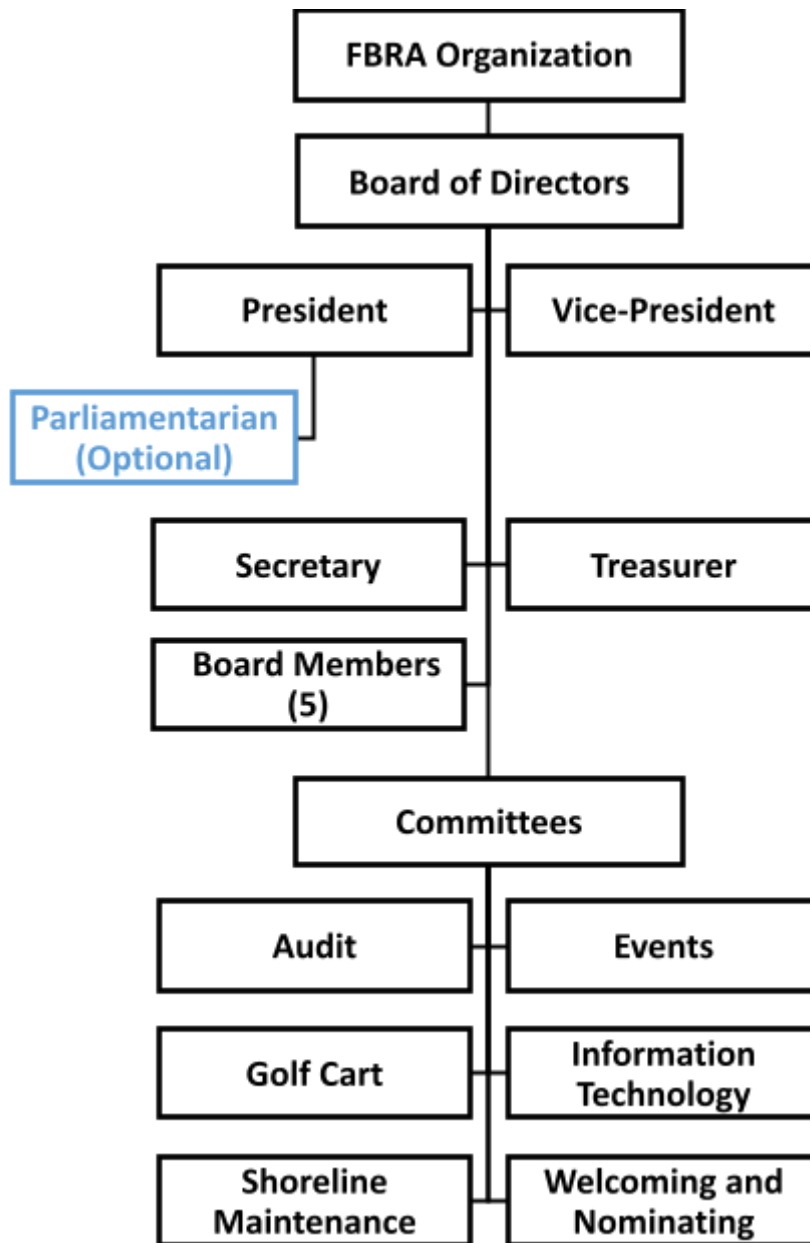 FBRA Organization
Board of Directors
President
Vice-President
Parliamentarian
(Optional)
Secretary
Treasurer
Board Members
(5)
Committees
Audit
Events
Golf Cart
Information
Technology
Shoreline
Maintenance
Welcoming and
Nominating